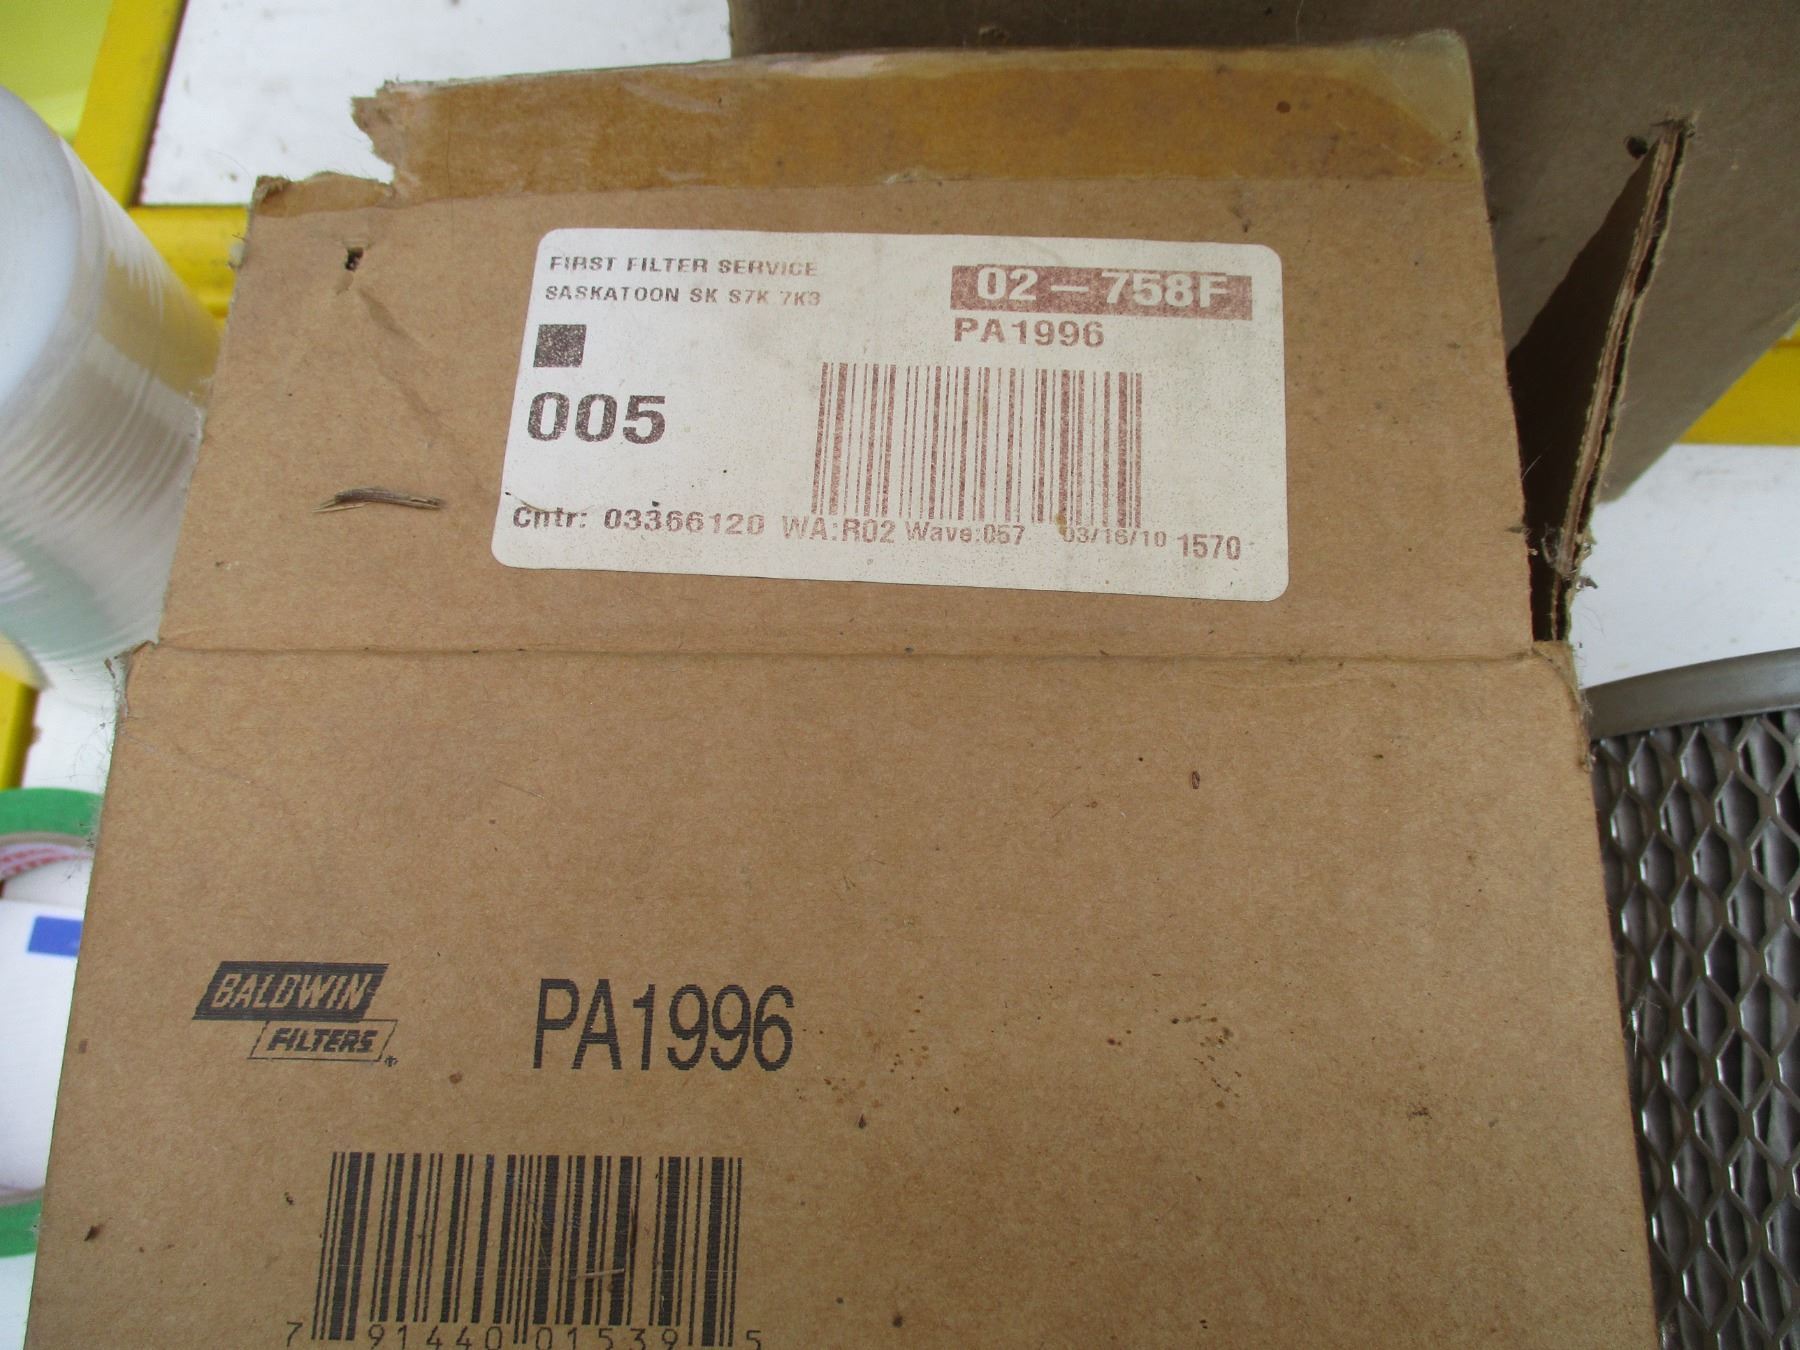 FIRST FILTER SERVICE
SASKATOON SK S7K 7K3
02-758F
PA1996
005
Cntr: 03366120 WA:R02 Wave:057 03/16/10 1570
BALDWIN
FILTERS
PA1996
7 91440 01539 5